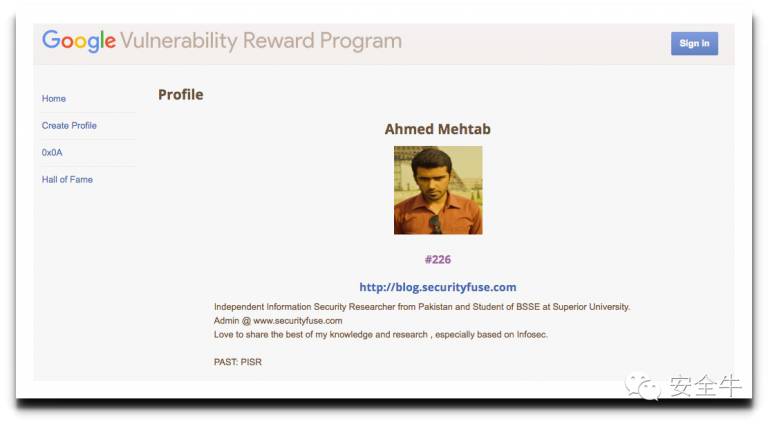 Google Vulnerability Reward Program
Sign in
Home
Create Profile
0x0A
Hall of Fame
Profile
Ahmed Mehtab
#226
http://blog.securityfuse.com
Independent Information Security Researcher from Pakistan and Student of BSSE at Superior University.
Admin @ www.securityfuse.com
Love to share the best of my knowledge and research , especially based on Infosec.
PAST: PISR
安全牛